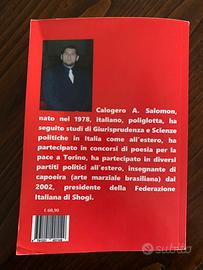 Calogero A. Salomon,
nato nel 1978, italiano, poliglotta, ha
seguito studi di Giurisprudenza e Scienze
politiche in Italia come all'estero, ha
partecipato in concorsi di poesia per la
pace a Torino, ha partecipato in diversi
partiti politici all'estero, insegnante di
capoeira (arte marziale brasiliana) dal
2002, presidente della Federazione
Italiana di Shogi.
€ 60,90
subito